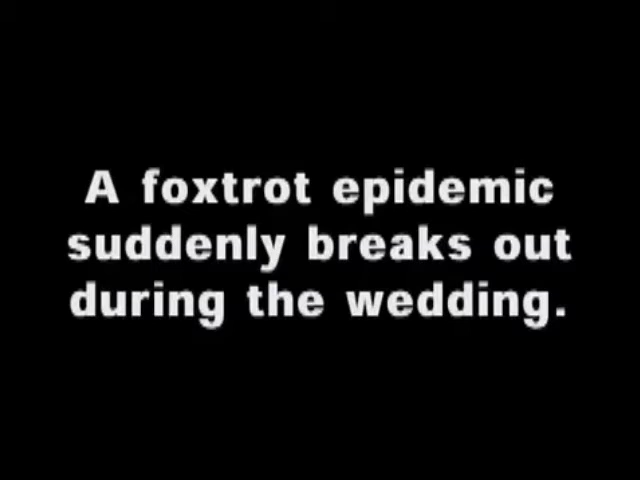 A foxtrot epidemic
suddenly breaks out
during the wedding.